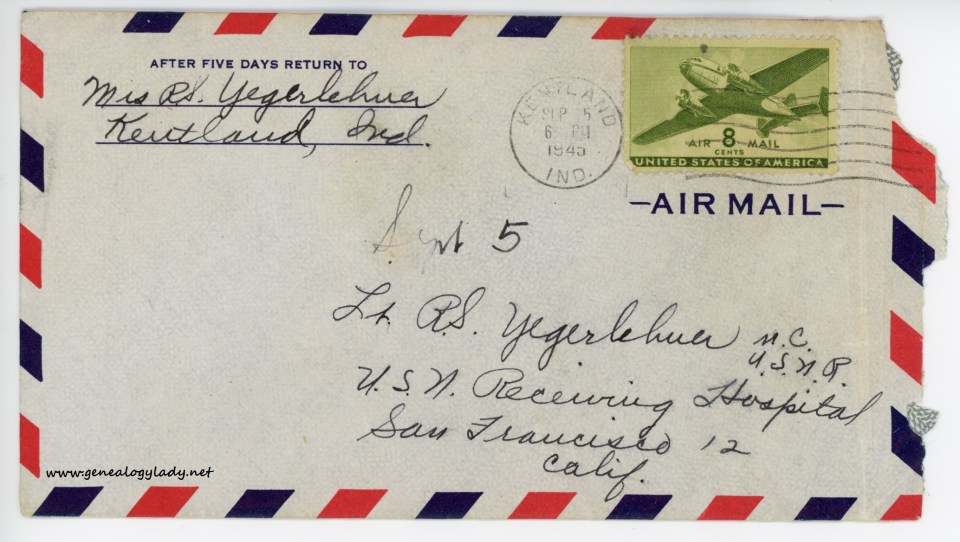 AFTER FIVE DAYS RETURN TO
Mrs R.S. Yegerlehner
Kentland, Ind.
KENTLAND
SEP 5
6 PM
1945
IND.
AIR 8 MAIL
CENTS
UNITED STATES OF AMERICA
—AIR MAIL—
Sept 5
Lt. R.S. Yegerlehner M.C.
U.S.N.R.
U.S.N. Receiving Hospital
San Francisco 12
Calif.
www.genealogylady.net